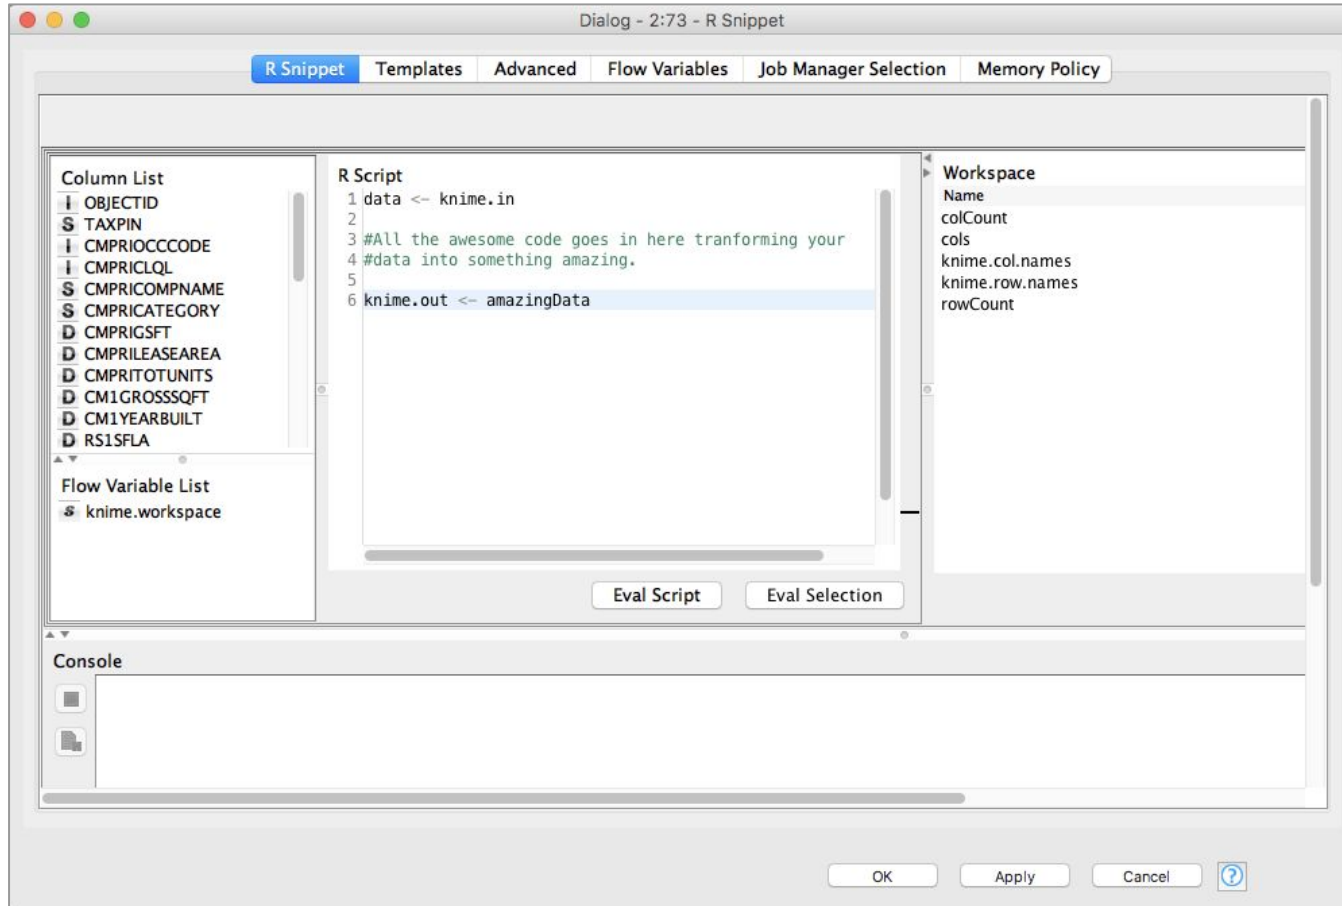 Dialog - 2:73 - R Snippet
R Snippet Templates Advanced Flow Variables Job Manager Selection Memory Policy
Column List
I OBJECTID
S TAXPIN
I CMPRIOCCCODE
I CMPRICLQL
S CMPRICOMPNAME
S CMPRICATEGORY
D CMPRIGSFT
D CMPRILEASEAREA
D CMPRITOTUNITS
D CM1GROSSSQFT
D CM1YEARBUILT
D RS1SFLA
Flow Variable List
S knime.workspace
R Script
1 data <- knime.in
2
3 #All the awesome code goes in here tranforming your
4 #data into something amazing.
5
6 knime.out <- amazingData
Eval Script Eval Selection
Workspace
Name
colCount
cols
knime.col.names
knime.row.names
rowCount
Console
OK Apply Cancel ?